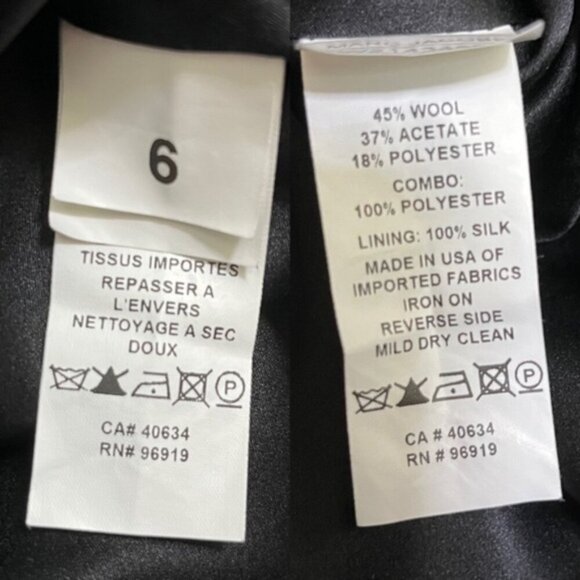 6
TISSUS IMPORTES
REPASSER A
L'ENVERS
NETTOYAGE A SEC
DOUX
P
CA# 40634
RN# 96919
MARC JACOBS
45% WOOL
37% ACETATE
18% POLYESTER
COMBO:
100% POLYESTER
LINING: 100% SILK
MADE IN USA OF
IMPORTED FABRICS
IRON ON
REVERSE SIDE
MILD DRY CLEAN
P
CA # 40634
RN # 96919